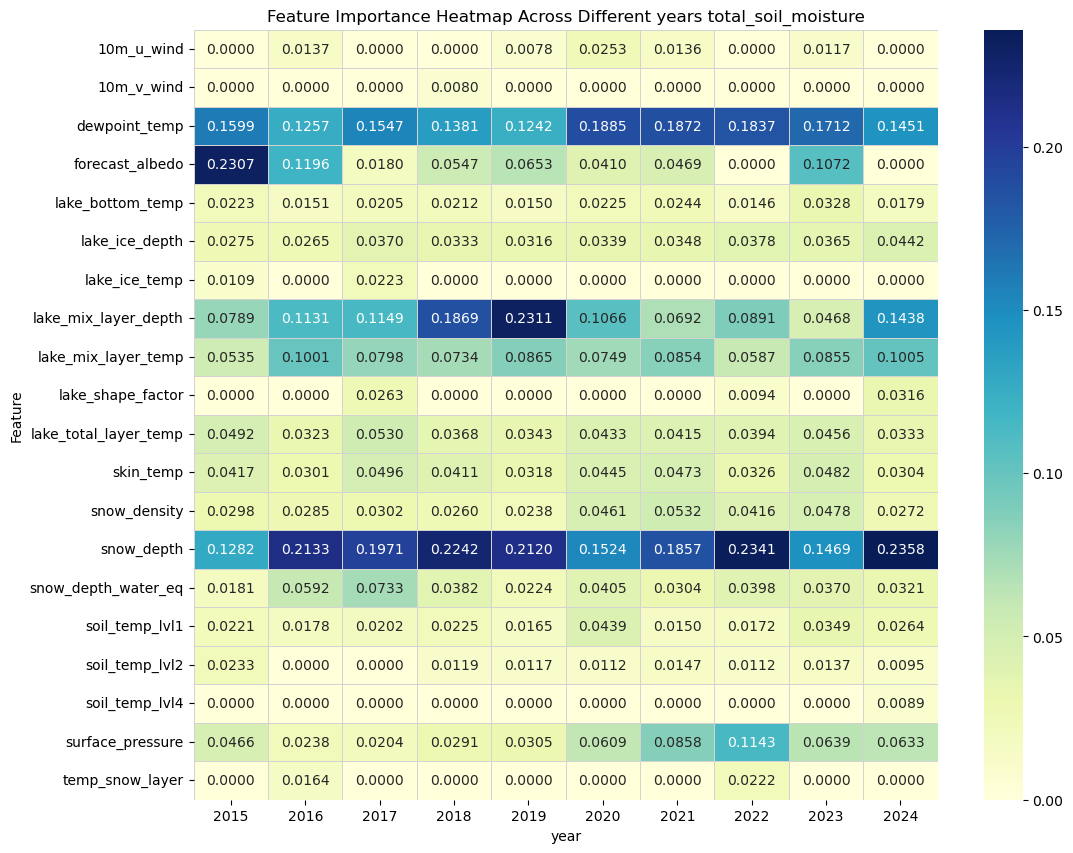 Feature Importance Heatmap Across Different years total_soil_moisture
10m_u_wind 0.0000 0.0137 0.0000 0.0000 0.0078 0.0253 0.0136 0.0000 0.0117 0.0000
10m_v_wind 0.0000 0.0000 0.0000 0.0080 0.0000 0.0000 0.0000 0.0000 0.0000 0.0000
dewpoint_temp 0.1599 0.1257 0.1547 0.1381 0.1242 0.1885 0.1872 0.1837 0.1712 0.1451
forecast_albedo 0.2307 0.1196 0.0180 0.0547 0.0653 0.0410 0.0469 0.0000 0.1072 0.0000
lake_bottom_temp 0.0223 0.0151 0.0205 0.0212 0.0150 0.0225 0.0244 0.0146 0.0328 0.0179
lake_ice_depth 0.0275 0.0265 0.0370 0.0333 0.0316 0.0339 0.0348 0.0378 0.0365 0.0442
lake_ice_temp 0.0109 0.0000 0.0223 0.0000 0.0000 0.0000 0.0000 0.0000 0.0000 0.0000
lake_mix_layer_depth 0.0789 0.1131 0.1149 0.1869 0.2311 0.1066 0.0692 0.0891 0.0468 0.1438
lake_mix_layer_temp 0.0535 0.1001 0.0798 0.0734 0.0865 0.0749 0.0854 0.0587 0.0855 0.1005
lake_shape_factor 0.0000 0.0000 0.0263 0.0000 0.0000 0.0000 0.0000 0.0094 0.0000 0.0316
lake_total_layer_temp 0.0492 0.0323 0.0530 0.0368 0.0343 0.0433 0.0415 0.0394 0.0456 0.0333
skin_temp 0.0417 0.0301 0.0496 0.0411 0.0318 0.0445 0.0473 0.0326 0.0482 0.0304
snow_density 0.0298 0.0285 0.0302 0.0260 0.0238 0.0461 0.0532 0.0416 0.0478 0.0272
snow_depth 0.1282 0.2133 0.1971 0.2242 0.2120 0.1524 0.1857 0.2341 0.1469 0.2358
snow_depth_water_eq 0.0181 0.0592 0.0733 0.0382 0.0224 0.0405 0.0304 0.0398 0.0370 0.0321
soil_temp_lvl1 0.0221 0.0178 0.0202 0.0225 0.0165 0.0439 0.0150 0.0172 0.0349 0.0264
soil_temp_lvl2 0.0233 0.0000 0.0000 0.0119 0.0117 0.0112 0.0147 0.0112 0.0137 0.0095
soil_temp_lvl4 0.0000 0.0000 0.0000 0.0000 0.0000 0.0000 0.0000 0.0000 0.0000 0.0089
surface_pressure 0.0466 0.0238 0.0204 0.0291 0.0305 0.0609 0.0858 0.1143 0.0639 0.0633
temp_snow_layer 0.0000 0.0164 0.0000 0.0000 0.0000 0.0000 0.0000 0.0222 0.0000 0.0000
2015 2016 2017 2018 2019 2020 2021 2022 2023 2024
year
Feature
0.20
0.15
0.10
0.05
0.00